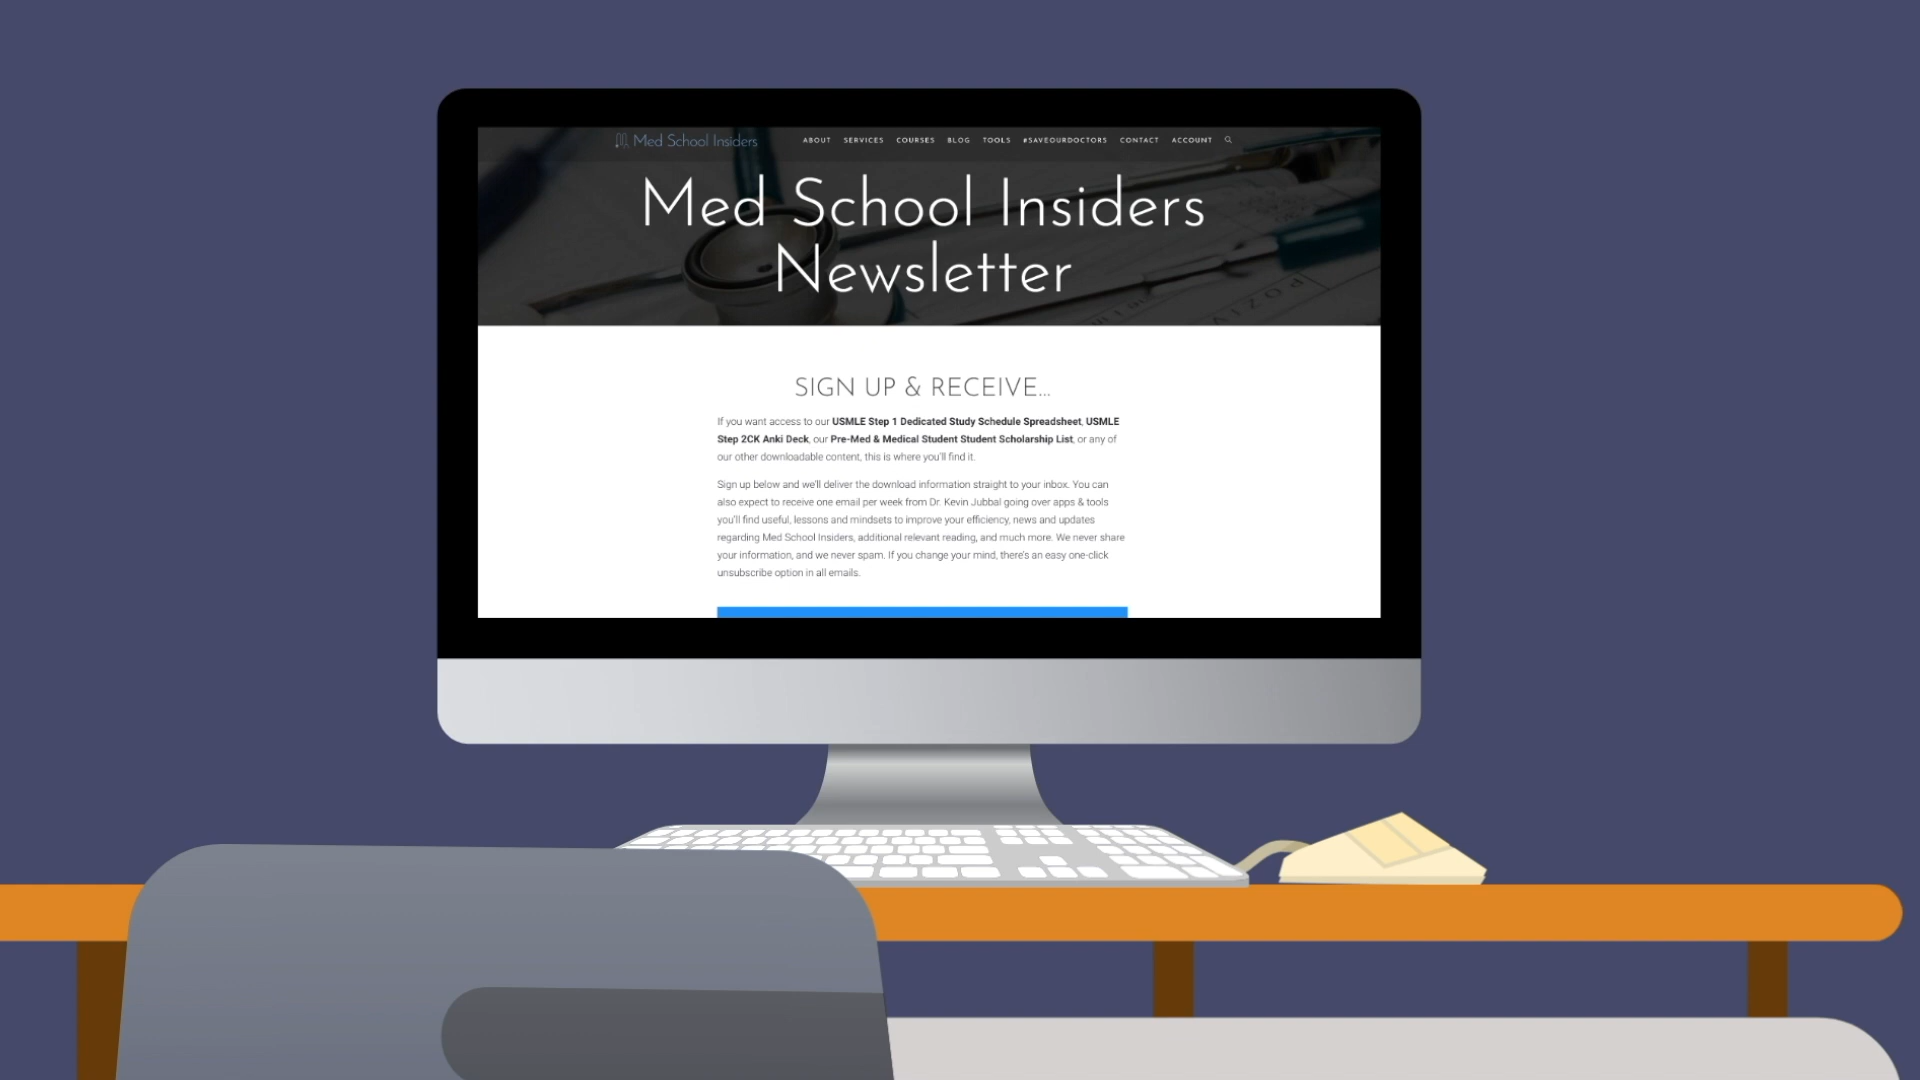 Med School Insiders ABOUT SERVICES COURSES BLOG TOOLS #SAVEOURDOCTORS CONTACT ACCOUNT
Med School Insiders
Newsletter
SIGN UP & RECEIVE...
If you want access to our USMLE Step 1 Dedicated Study Schedule Spreadsheet, USMLE
Step 2CK Anki Deck, our Pre-Med & Medical Student Student Scholarship List, or any of
our other downloadable content, this is where you'll find it.
Sign up below and we'll deliver the download information straight to your inbox. You can
also expect to receive one email per week from Dr. Kevin Jubbal going over apps & tools
you'll find useful, lessons and mindsets to improve your efficiency, news and updates
regarding Med School Insiders, additional relevant reading, and much more. We never share
your information, and we never spam. If you change your mind, there's an easy one-click
unsubscribe option in all emails.